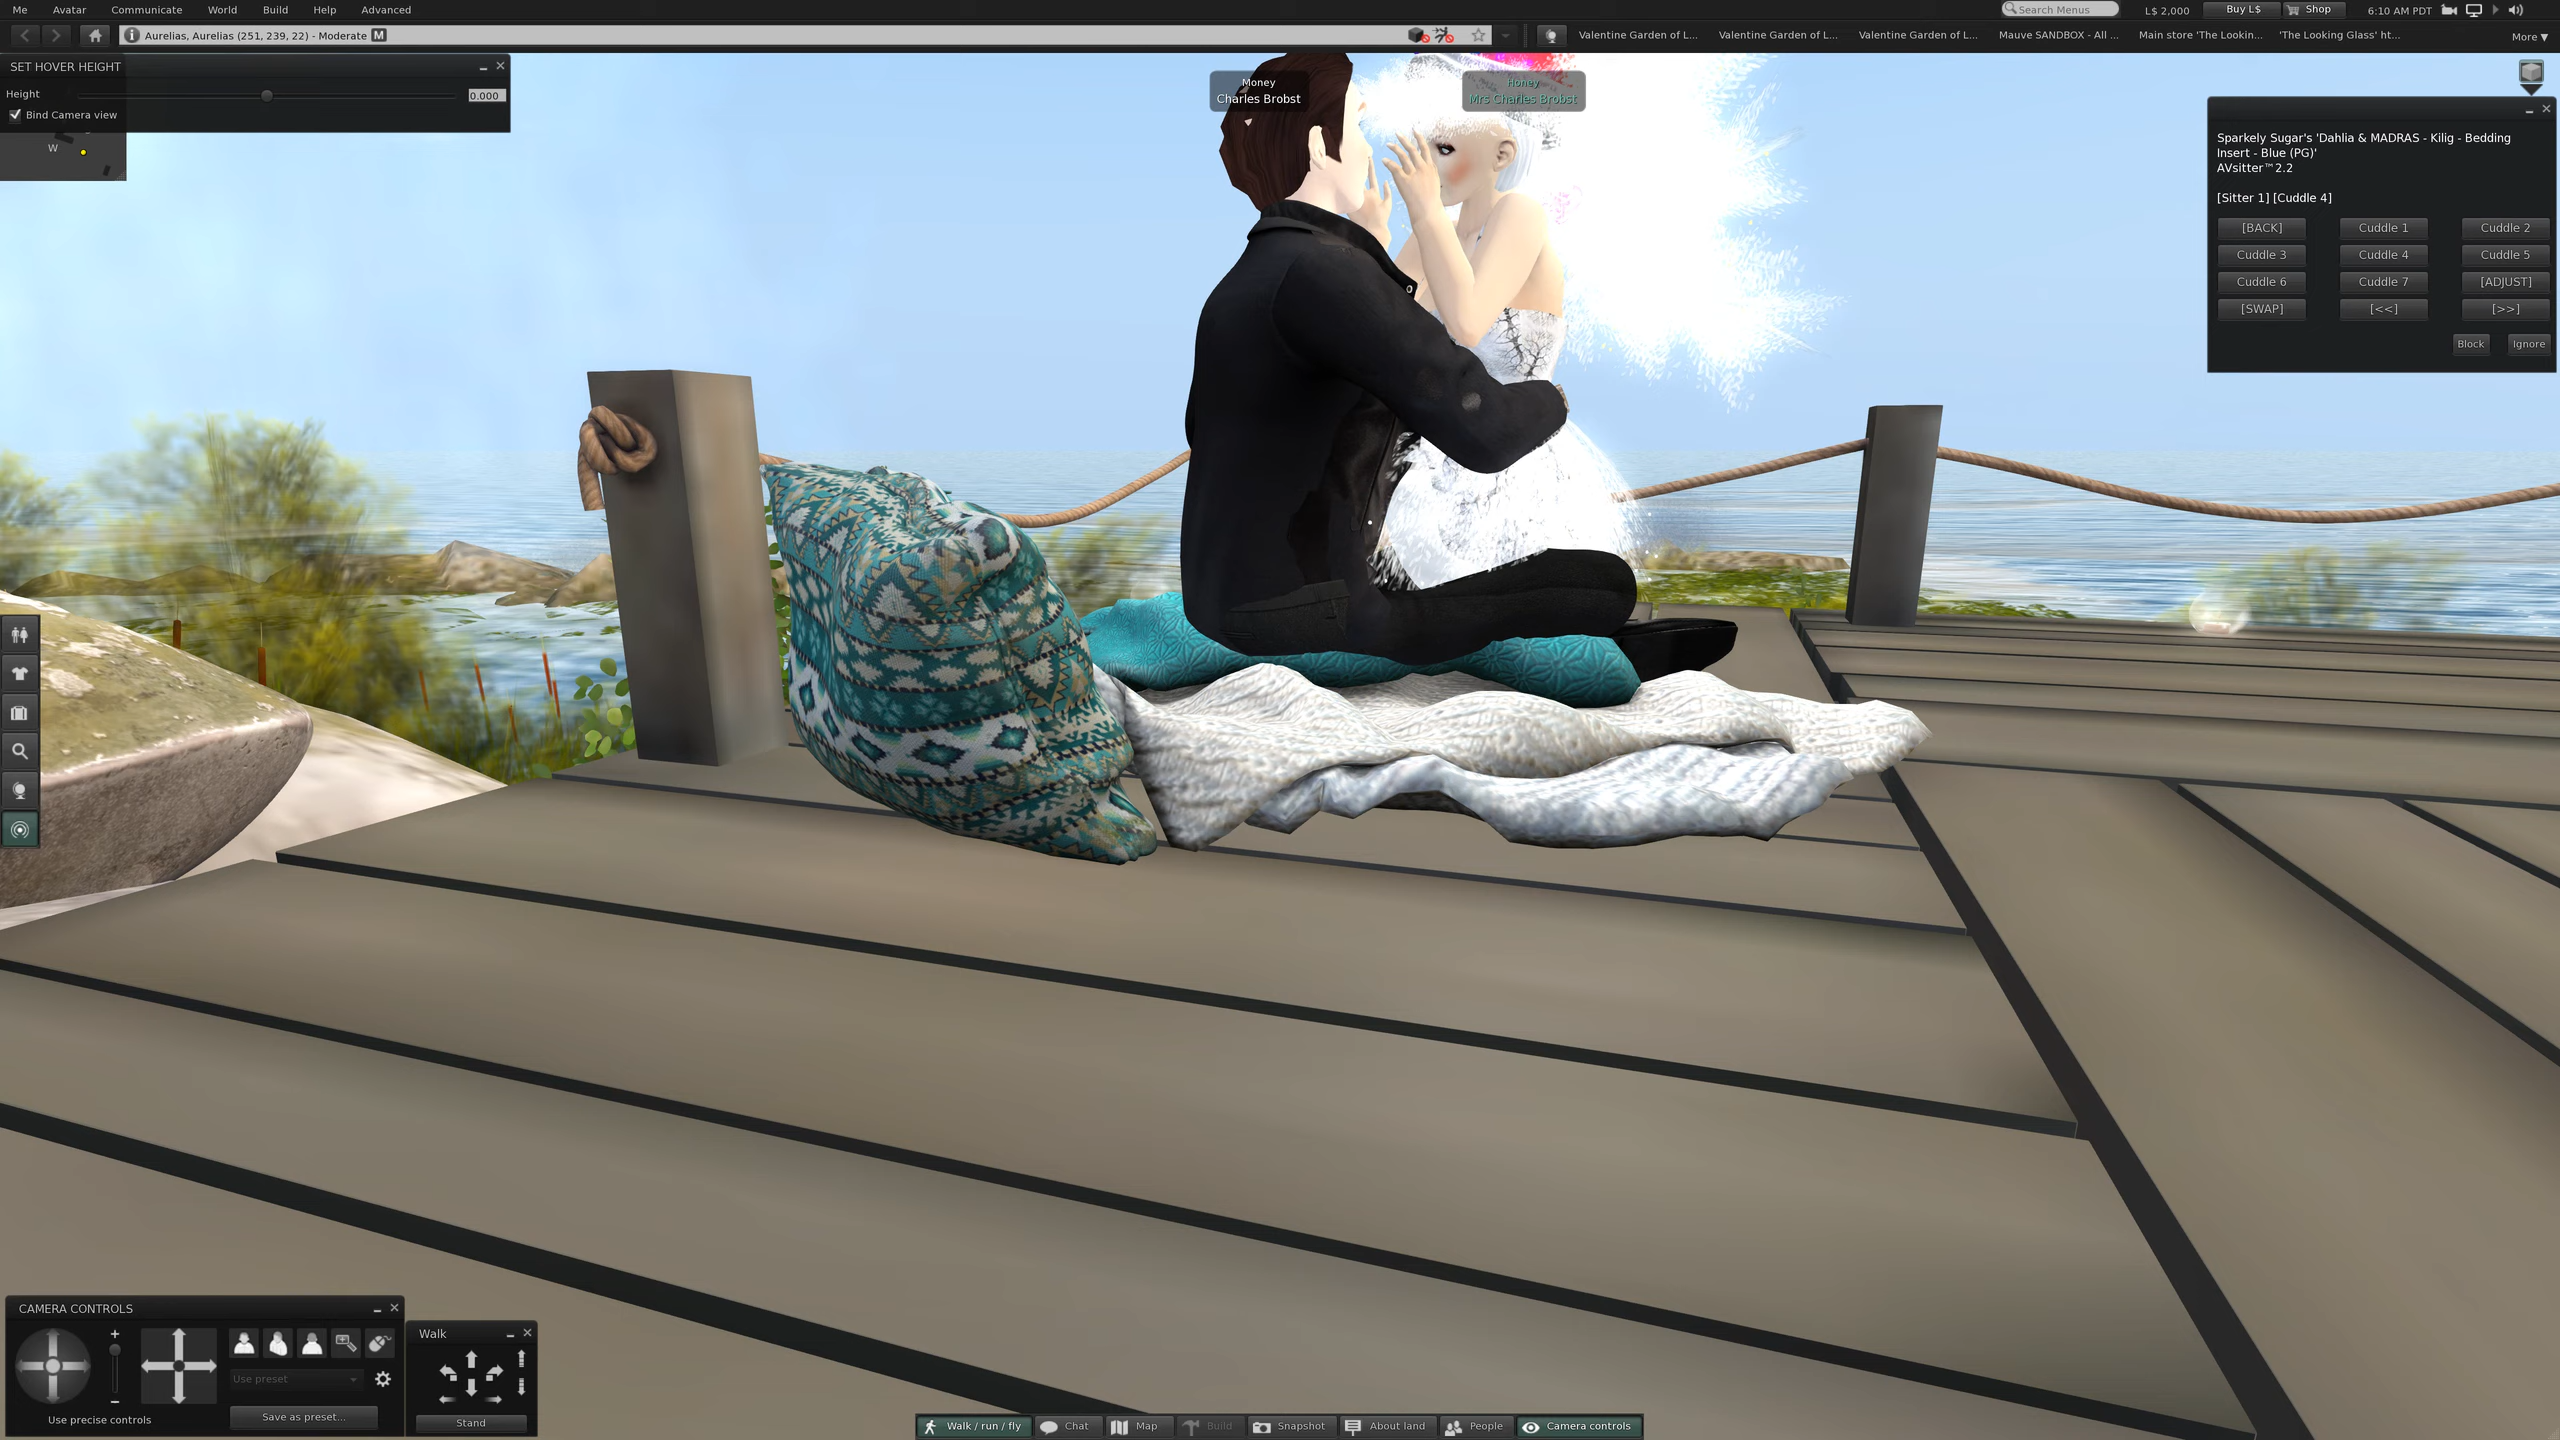 Me Avatar Communicate World Build Help Advanced
Search Menus
L$ 2,000
Buy L$
Shop
6:10 AM PDT
Aurelias, Aurelias (251, 239, 22) - Moderate M
Valentine Garden of L...
Valentine Garden of L...
Valentine Garden of L...
Mauve SANDBOX - All ...
Main store 'The Lookin...
'The Looking Glass' ht...
More
SET HOVER HEIGHT
Height
0.000
Bind Camera view
W
Money
Charles Brobst
Honey
Mrs Charles Brobst
Sparkely Sugar's 'Dahlia & MADRAS - Kilig - Bedding
Insert - Blue (PG)'
AVsitter™2.2
[Sitter 1] [Cuddle 4]
[BACK] Cuddle 1 Cuddle 2
Cuddle 3 Cuddle 4 Cuddle 5
Cuddle 6 Cuddle 7 [ADJUST]
[SWAP] [<<] [>>]
Block Ignore
CAMERA CONTROLS
Use preset
Save as preset...
Use precise controls
Walk
Stand
Walk / run / fly
Chat
Map
Build
Snapshot
About land
People
Camera controls